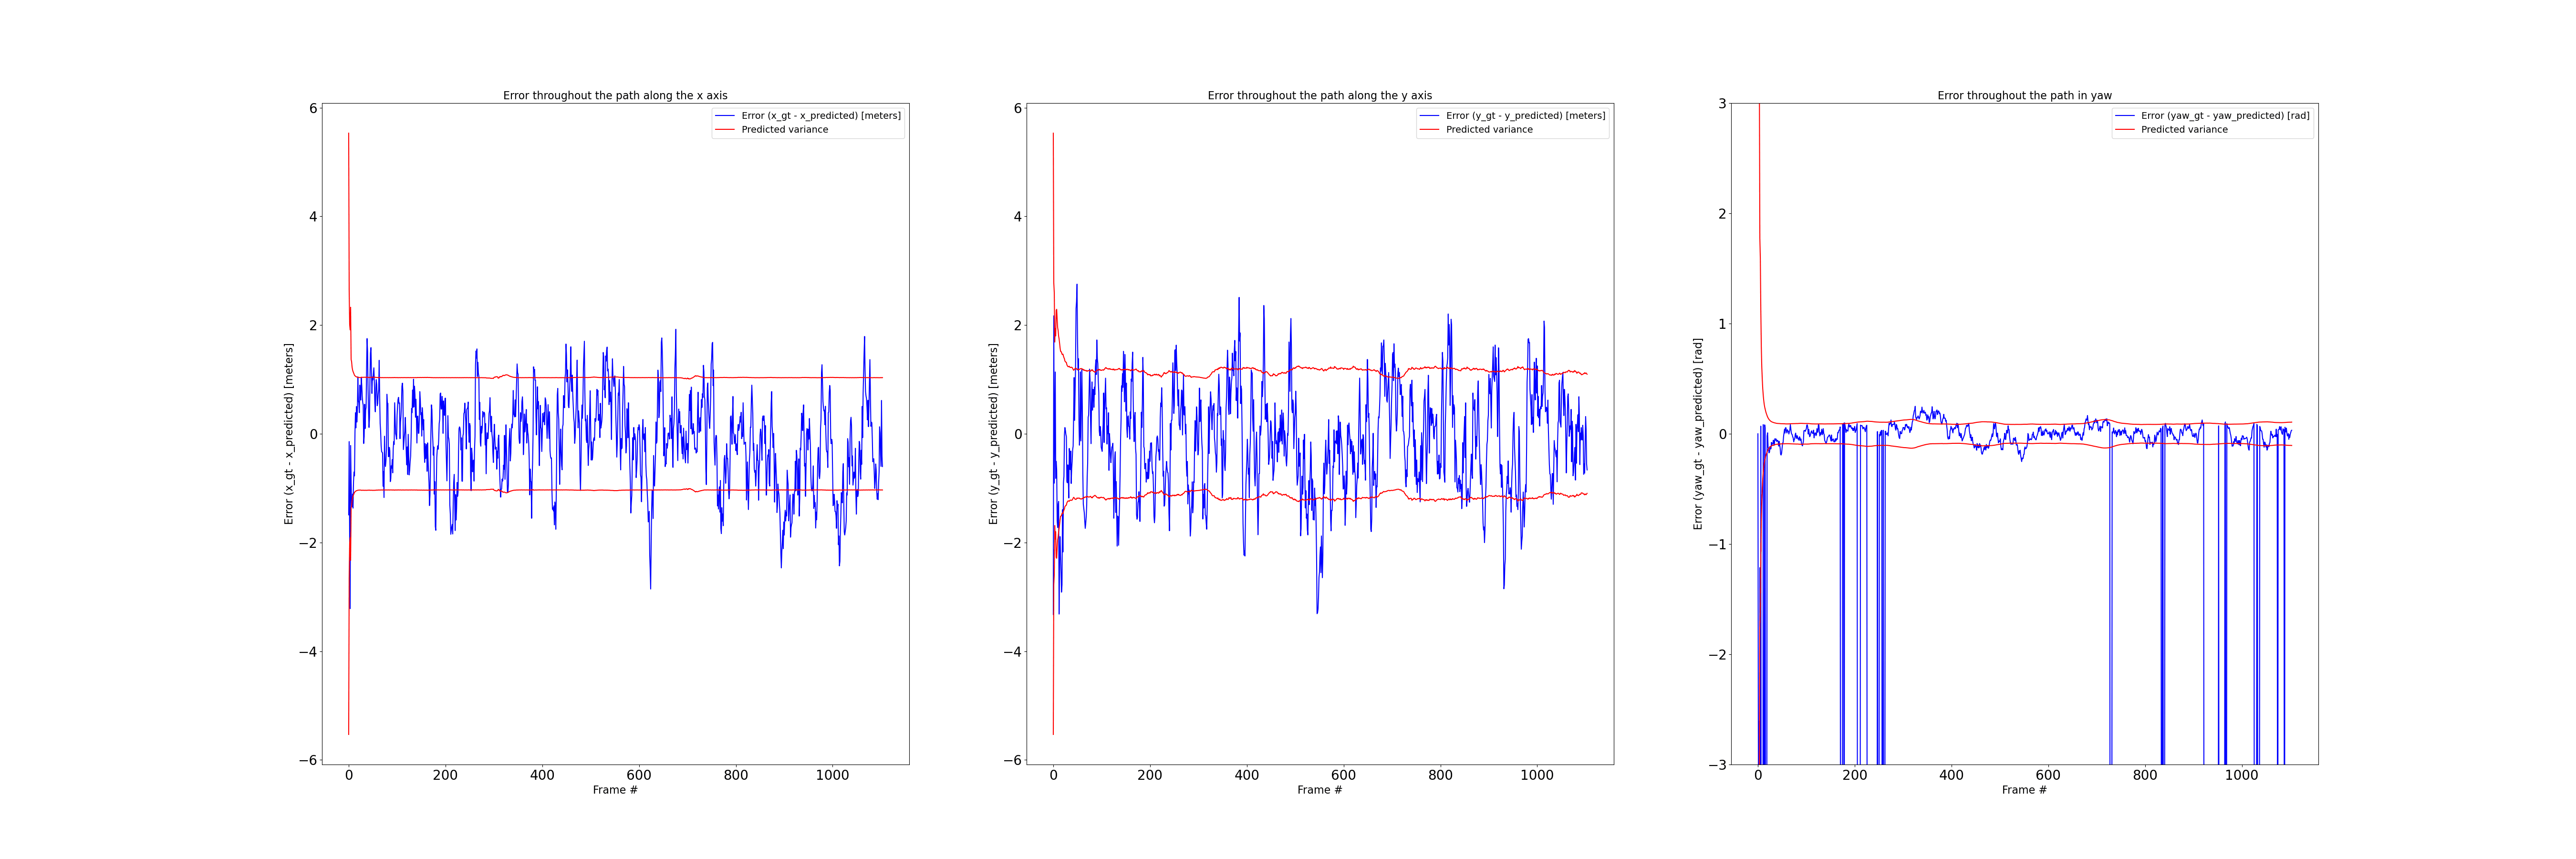 Error throughout the path along the x axis
Error (x_gt - x_predicted) [meters]
Predicted variance
6
4
2
0
−2
−4
−6
Error (x_gt - x_predicted) [meters]
0 200 400 600 800 1000
Frame #
Error throughout the path along the y axis
Error (y_gt - y_predicted) [meters]
Predicted variance
6
4
2
0
−2
−4
−6
Error (y_gt - y_predicted) [meters]
0 200 400 600 800 1000
Frame #
Error throughout the path in yaw
Error (yaw_gt - yaw_predicted) [rad]
Predicted variance
3
2
1
0
−1
−2
−3
Error (yaw_gt - yaw_predicted) [rad]
0 200 400 600 800 1000
Frame #